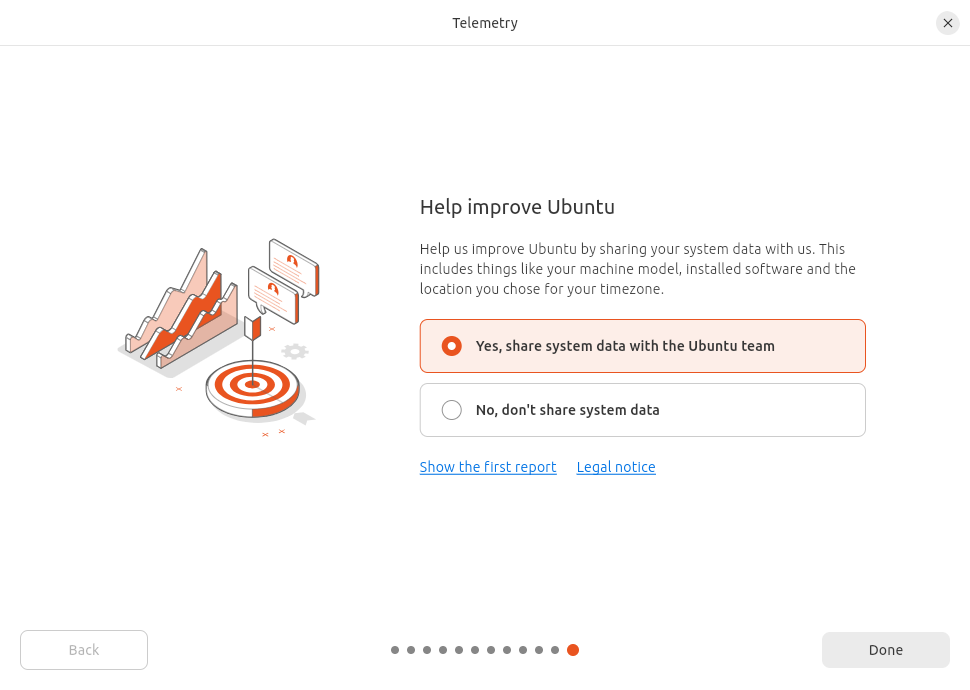 Telemetry
Help improve Ubuntu
Help us improve Ubuntu by sharing your system data with us. This
includes things like your machine model, installed software and the
location you chose for your timezone.
Yes, share system data with the Ubuntu team
No, don't share system data
Show the first report Legal notice
Back
Done